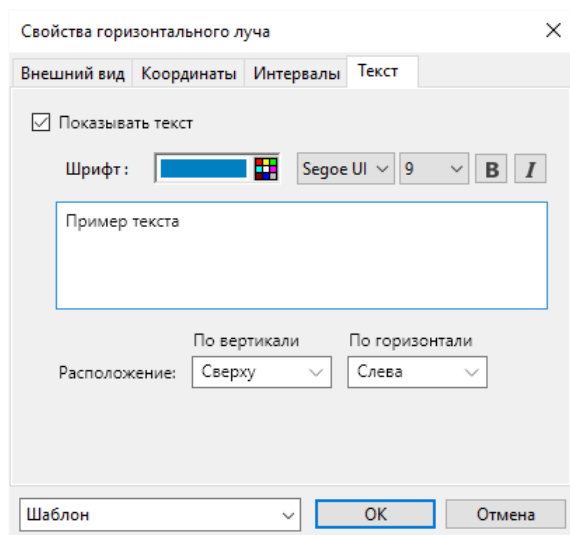 Свойства горизонтального луча
Внешний вид Координаты Интервалы Текст
Показывать текст
Шрифт: Segoe UI 9 B I
Пример текста
По вертикали По горизонтали
Расположение: Сверху Слева
Шаблон OK Отмена